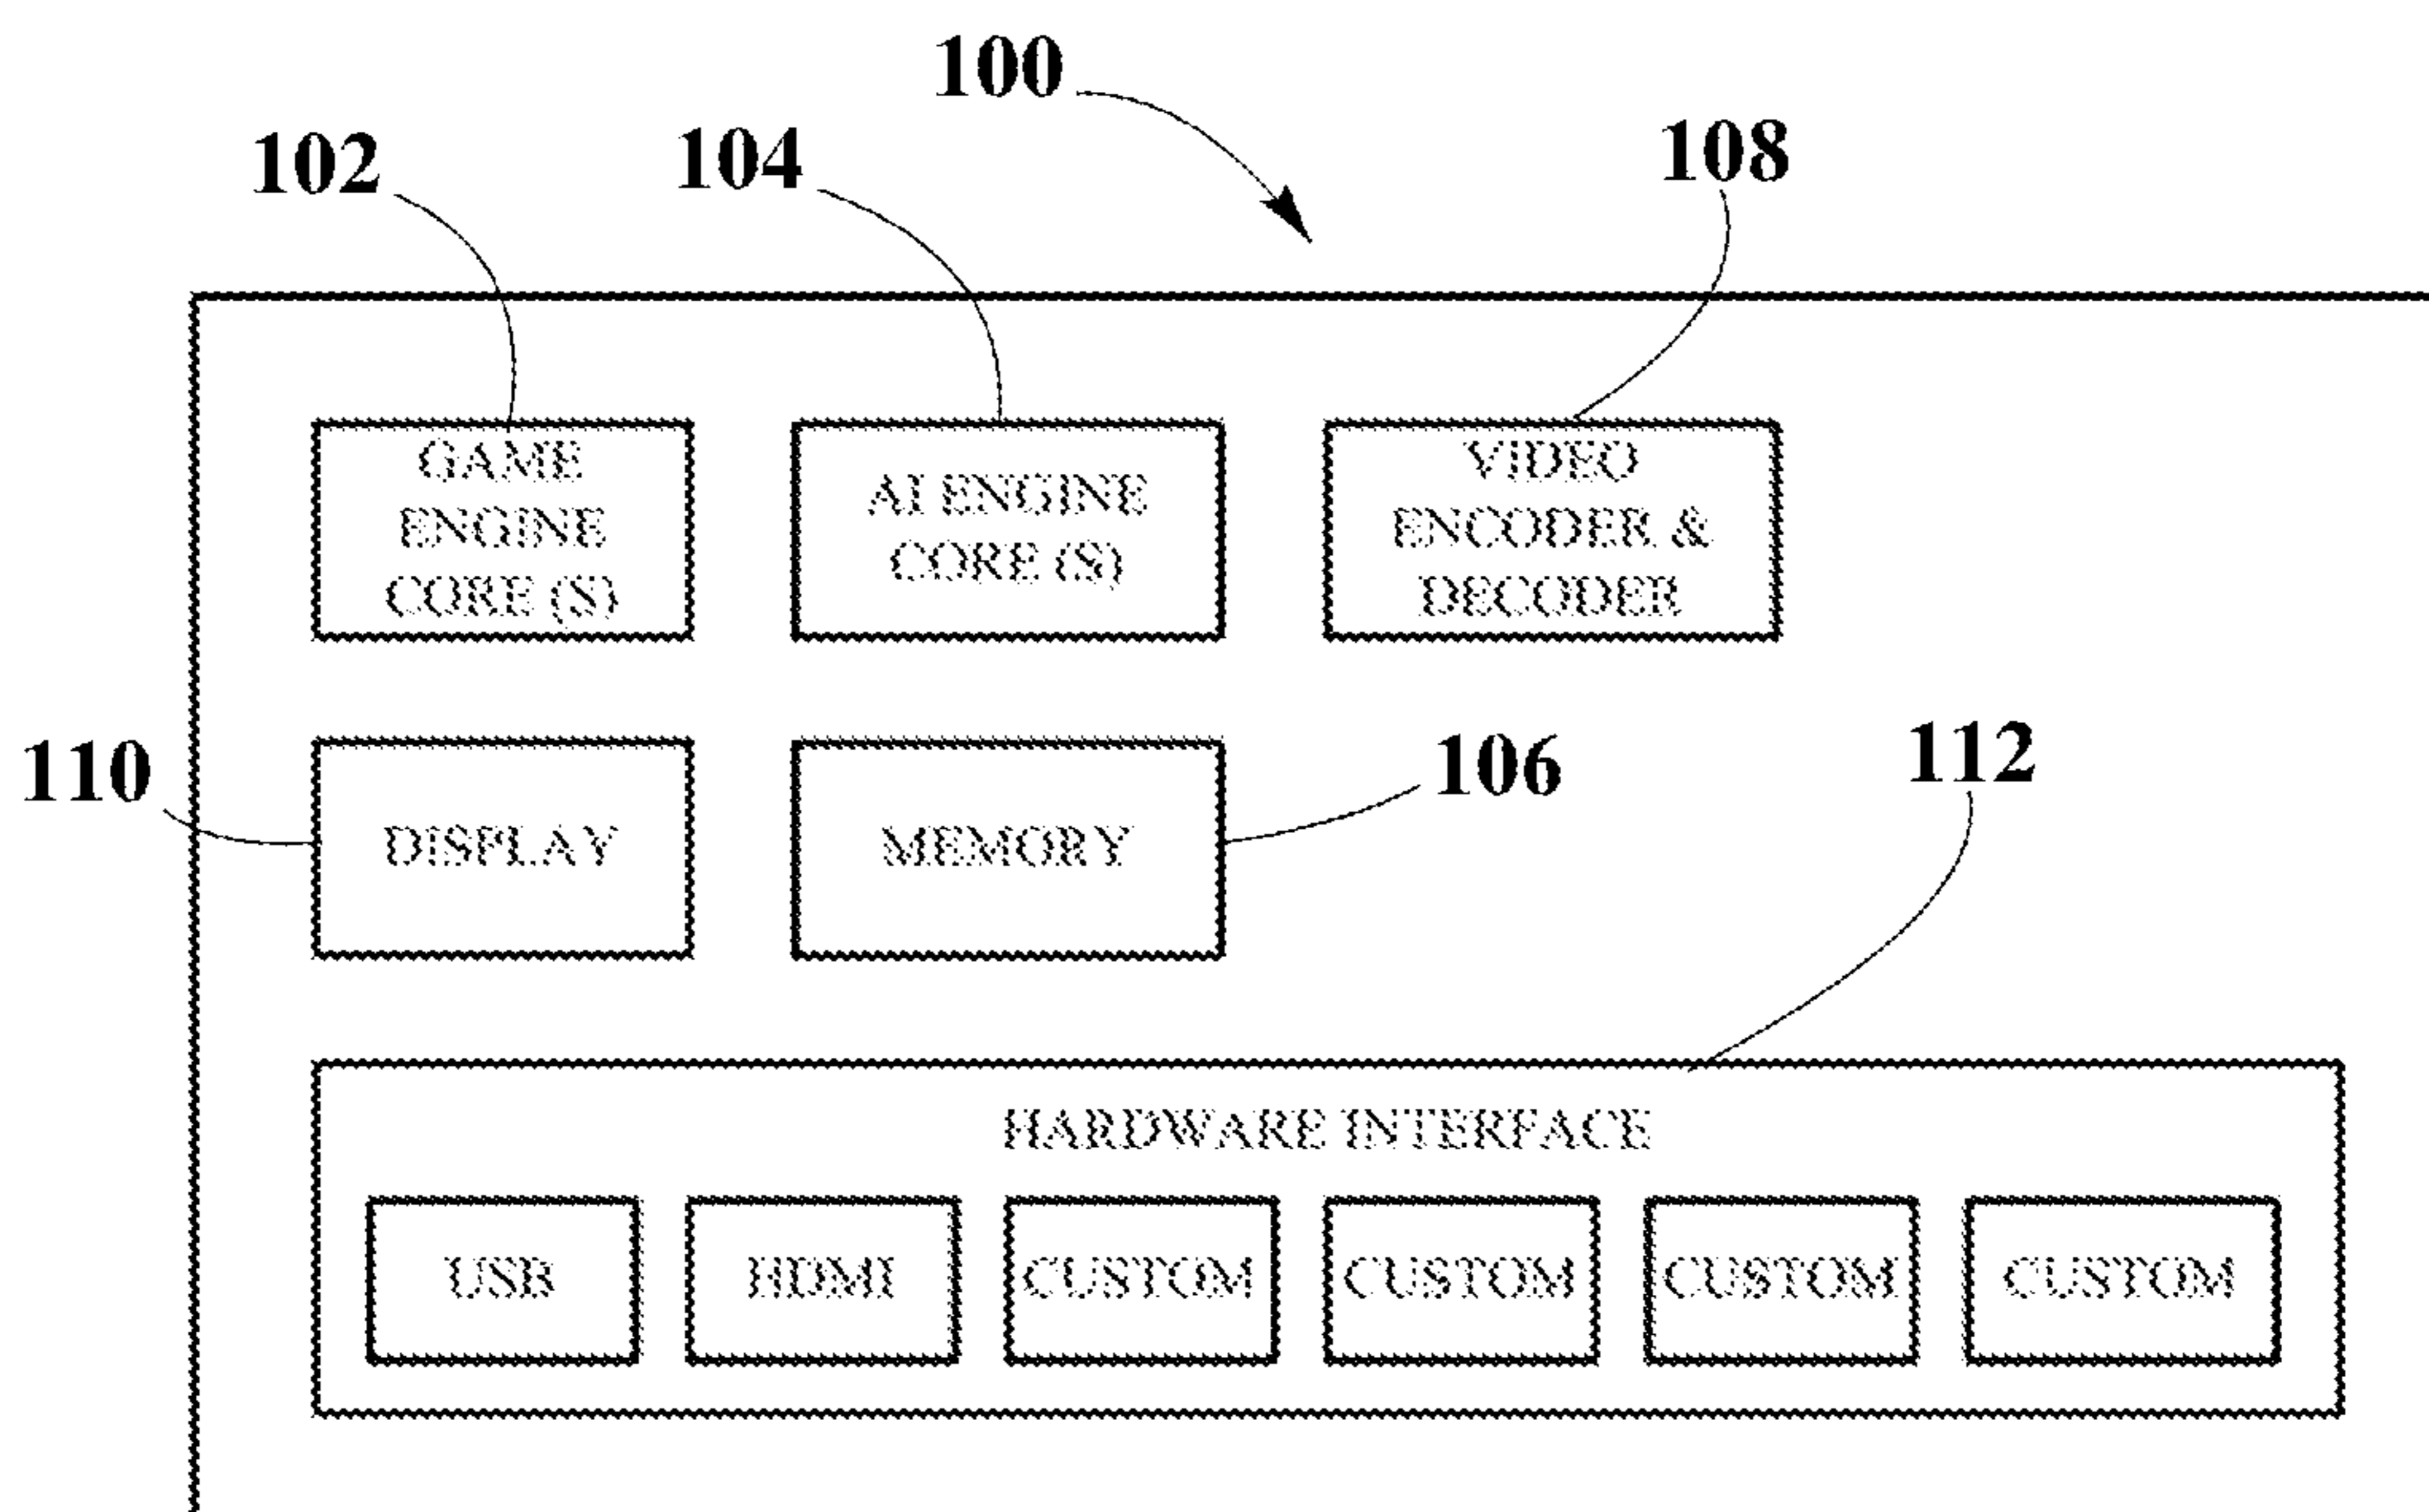 100
102
104
108
GAME
ENGINE
CORE (S)
AI ENGINE
CORE (S)
VIDEO
ENCODER &
DECODER
110
DISPLAY
MEMORY
106
112
HARDWARE INTERFACE
USB
HDMI
CUSTOM
CUSTOM
CUSTOM
CUSTOM